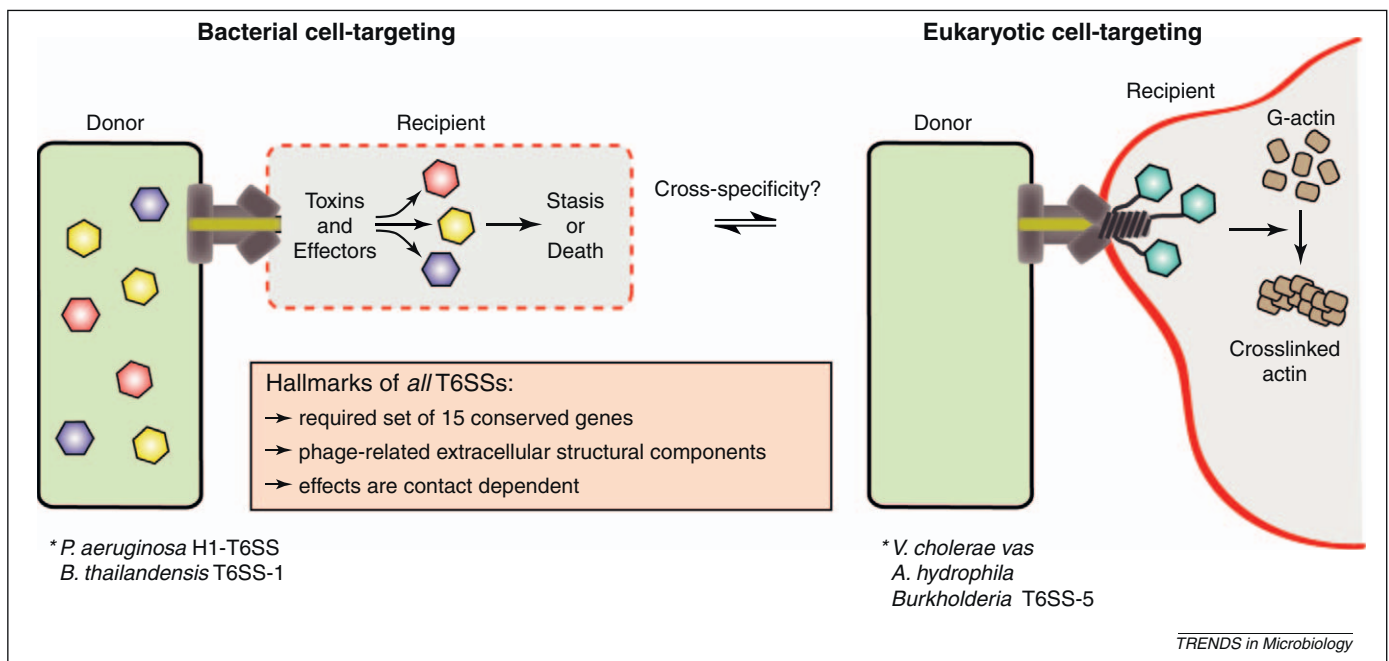 Bacterial cell-targeting
Donor
Recipient
Toxins
and
Effectors
Stasis
or
Death
Cross-specificity?
Eukaryotic cell-targeting
Donor
Recipient
G-actin
Crosslinked
actin
Hallmarks of all T6SSs:
→ required set of 15 conserved genes
→ phage-related extracellular structural components
→ effects are contact dependent
* P. aeruginosa H1-T6SS
B. thailandensis T6SS-1
* V. cholerae vas
A. hydrophila
Burkholderia T6SS-5
TRENDS in Microbiology